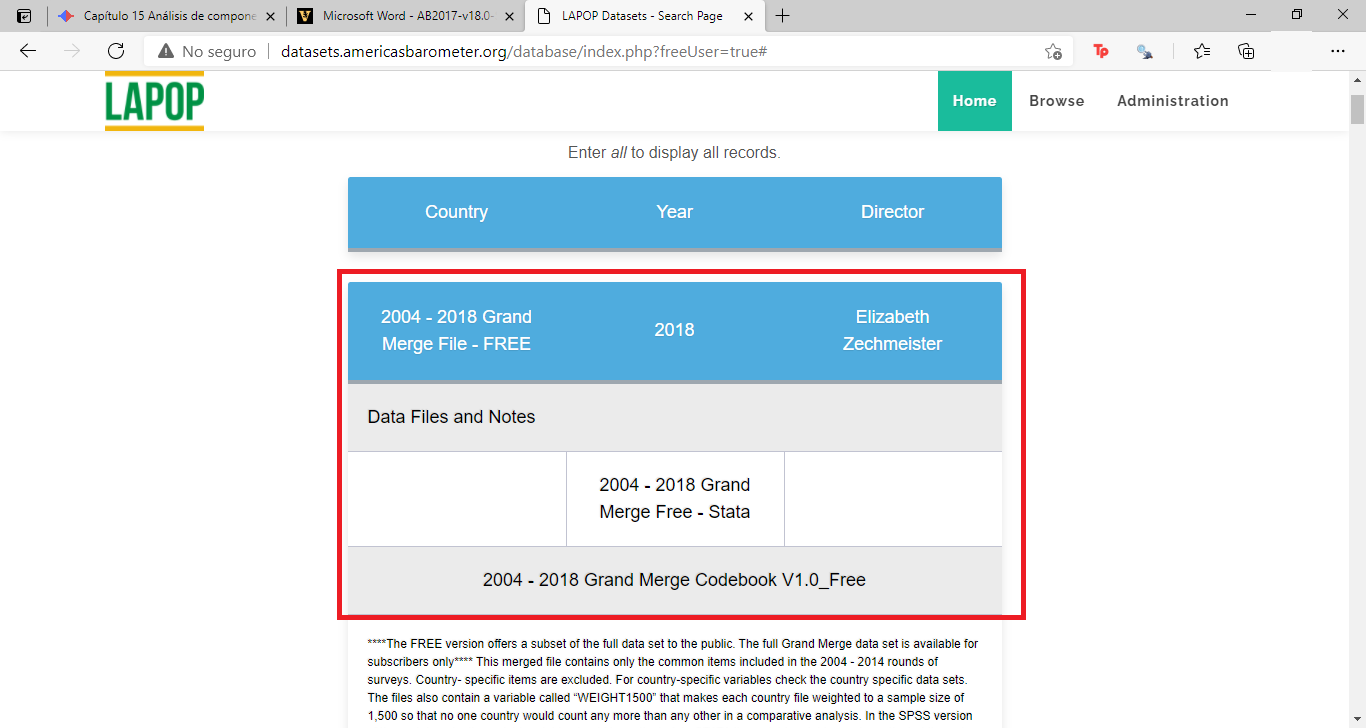 Capítulo 15 Análisis de compone
Microsoft Word - AB2017-v18.0-
LAPOP Datasets - Search Page
No seguro
datasets.americasbarometer.org/database/index.php?freeUser=true#
LAPOP
Home
Browse
Administration
Enter all to display all records.
Country
Year
Director
2004 - 2018 Grand
Merge File - FREE
2018
Elizabeth
Zechmeister
Data Files and Notes
2004 - 2018 Grand
Merge Free - Stata
2004 - 2018 Grand Merge Codebook V1.0_Free
****The FREE version offers a subset of the full data set to the public. The full Grand Merge data set is available for
subscribers only**** This merged file contains only the common items included in the 2004 - 2014 rounds of
surveys. Country- specific items are excluded. For country-specific variables check the country specific data sets.
The files also contain a variable called “WEIGHT1500” that makes each country file weighted to a sample size of
1,500 so that no one country would count any more than any other in a comparative analysis. In the SPSS version